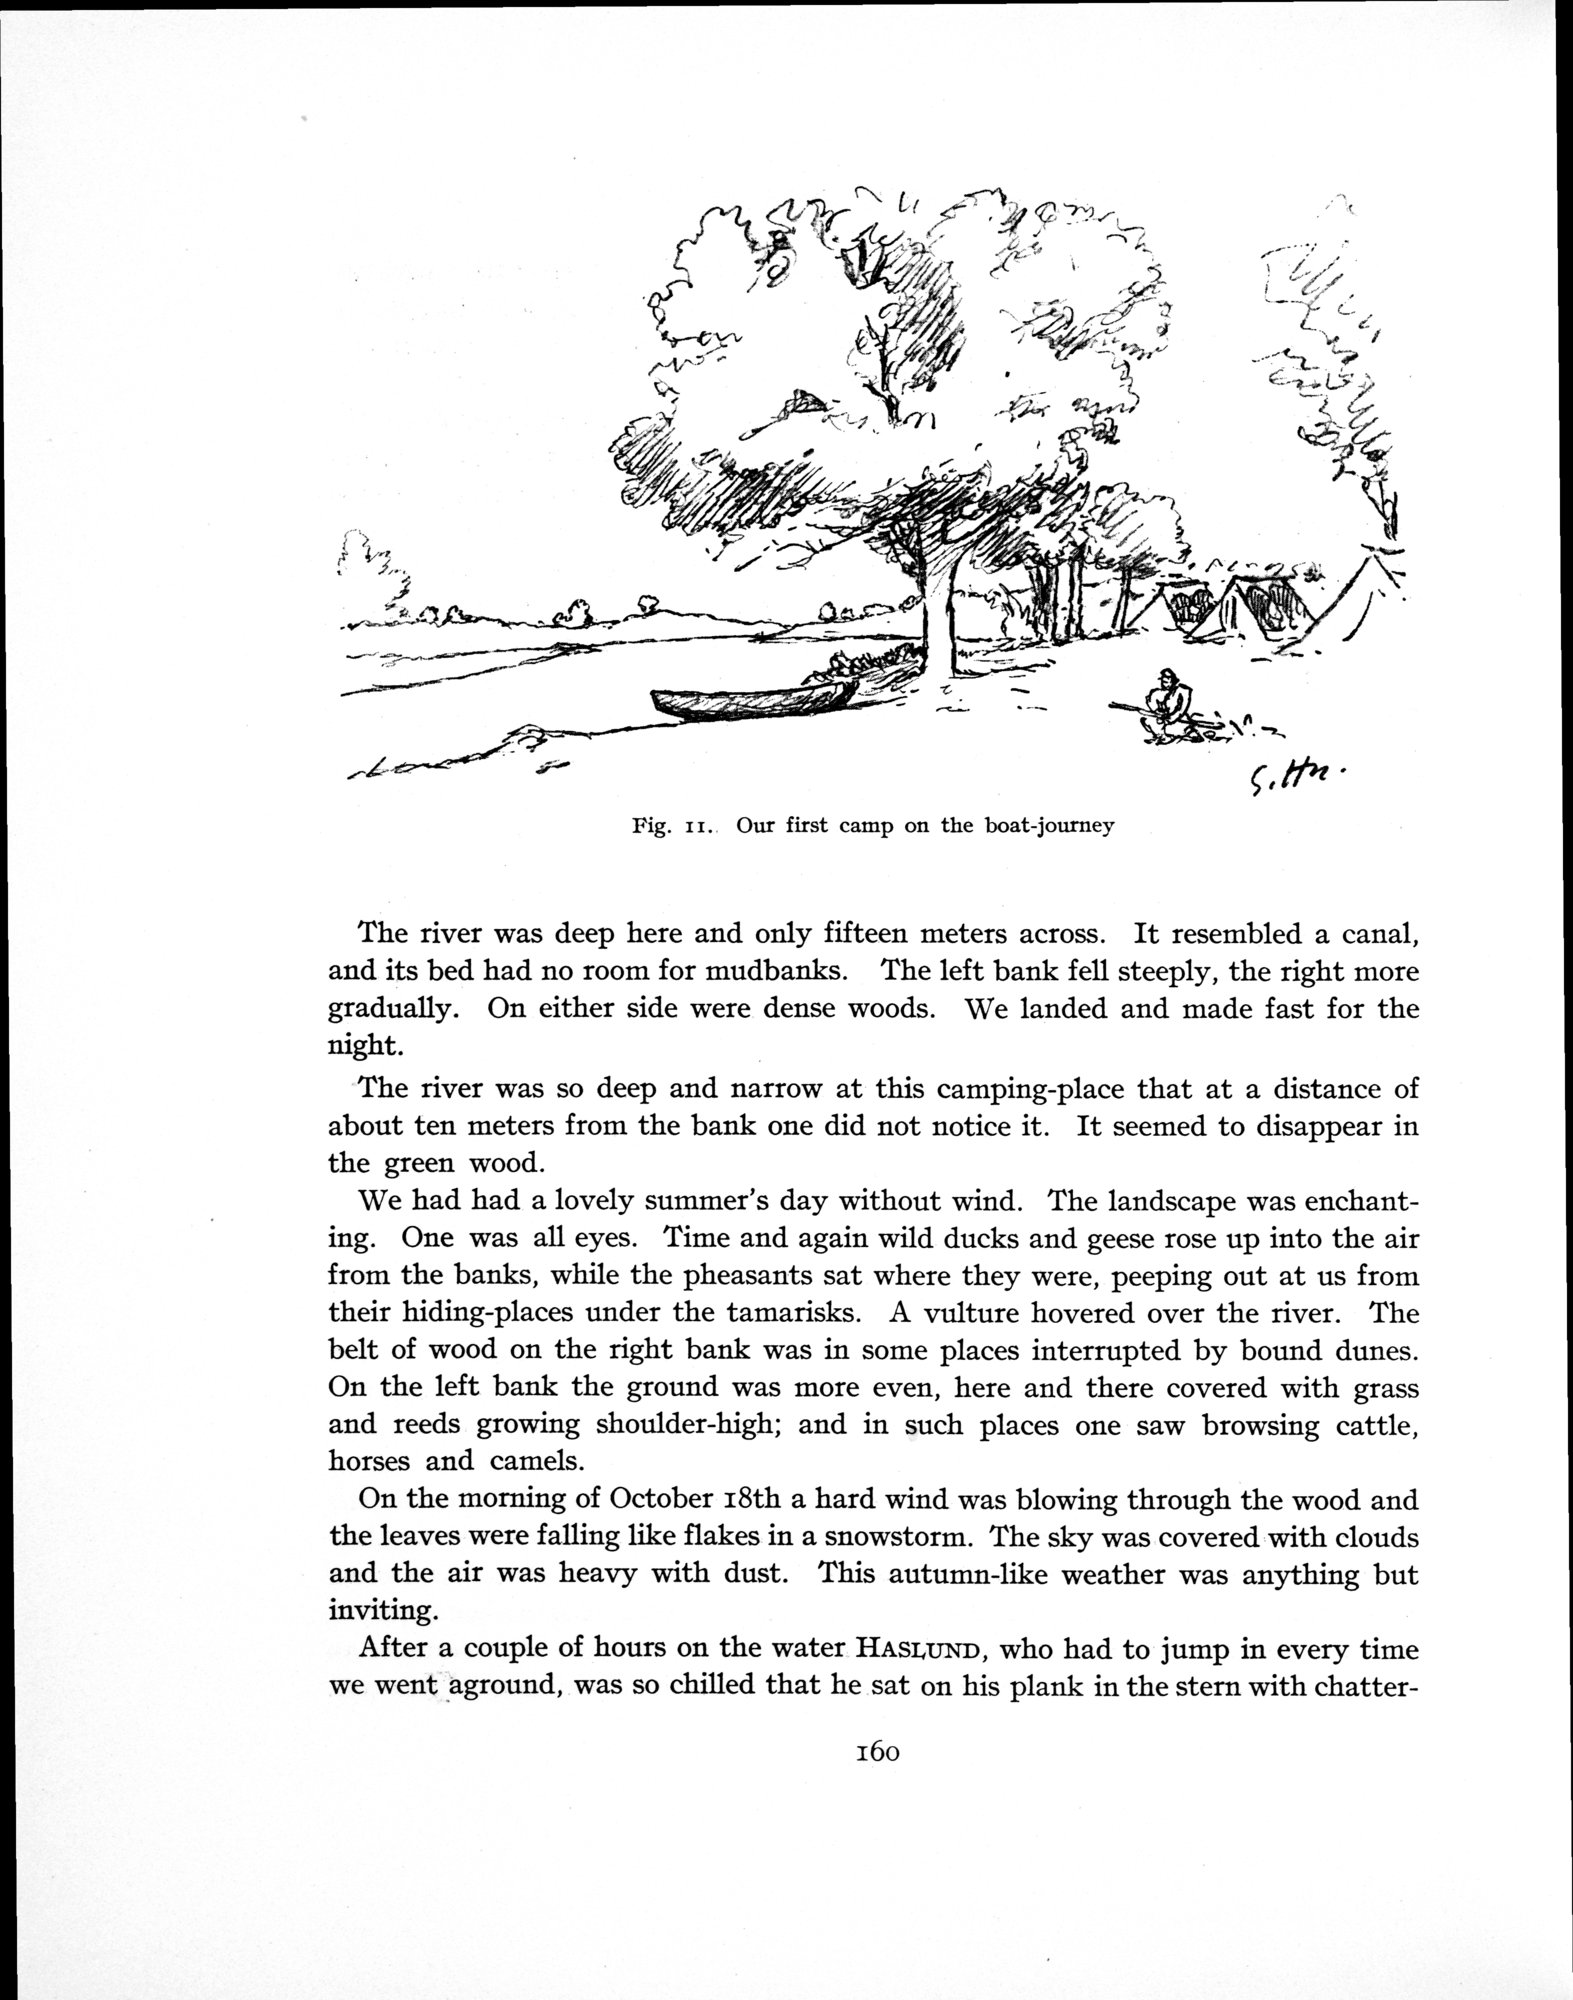 S. Hn.
Fig. 11. Our first camp on the boat-journey
The river was deep here and only fifteen meters across. It resembled a canal,
and its bed had no room for mudbanks. The left bank fell steeply, the right more
gradually. On either side were dense woods. We landed and made fast for the
night.
The river was so deep and narrow at this camping-place that at a distance of
about ten meters from the bank one did not notice it. It seemed to disappear in
the green wood.
We had had a lovely summer's day without wind. The landscape was enchant-
ing. One was all eyes. Time and again wild ducks and geese rose up into the air
from the banks, while the pheasants sat where they were, peeping out at us from
their hiding-places under the tamarisks. A vulture hovered over the river. The
belt of wood on the right bank was in some places interrupted by bound dunes.
On the left bank the ground was more even, here and there covered with grass
and reeds growing shoulder-high; and in such places one saw browsing cattle,
horses and camels.
On the morning of October 18th a hard wind was blowing through the wood and
the leaves were falling like flakes in a snowstorm. The sky was covered with clouds
and the air was heavy with dust. This autumn-like weather was anything but
inviting.
After a couple of hours on the water HASLUND, who had to jump in every time
we went aground, was so chilled that he sat on his plank in the stern with chatter-
160